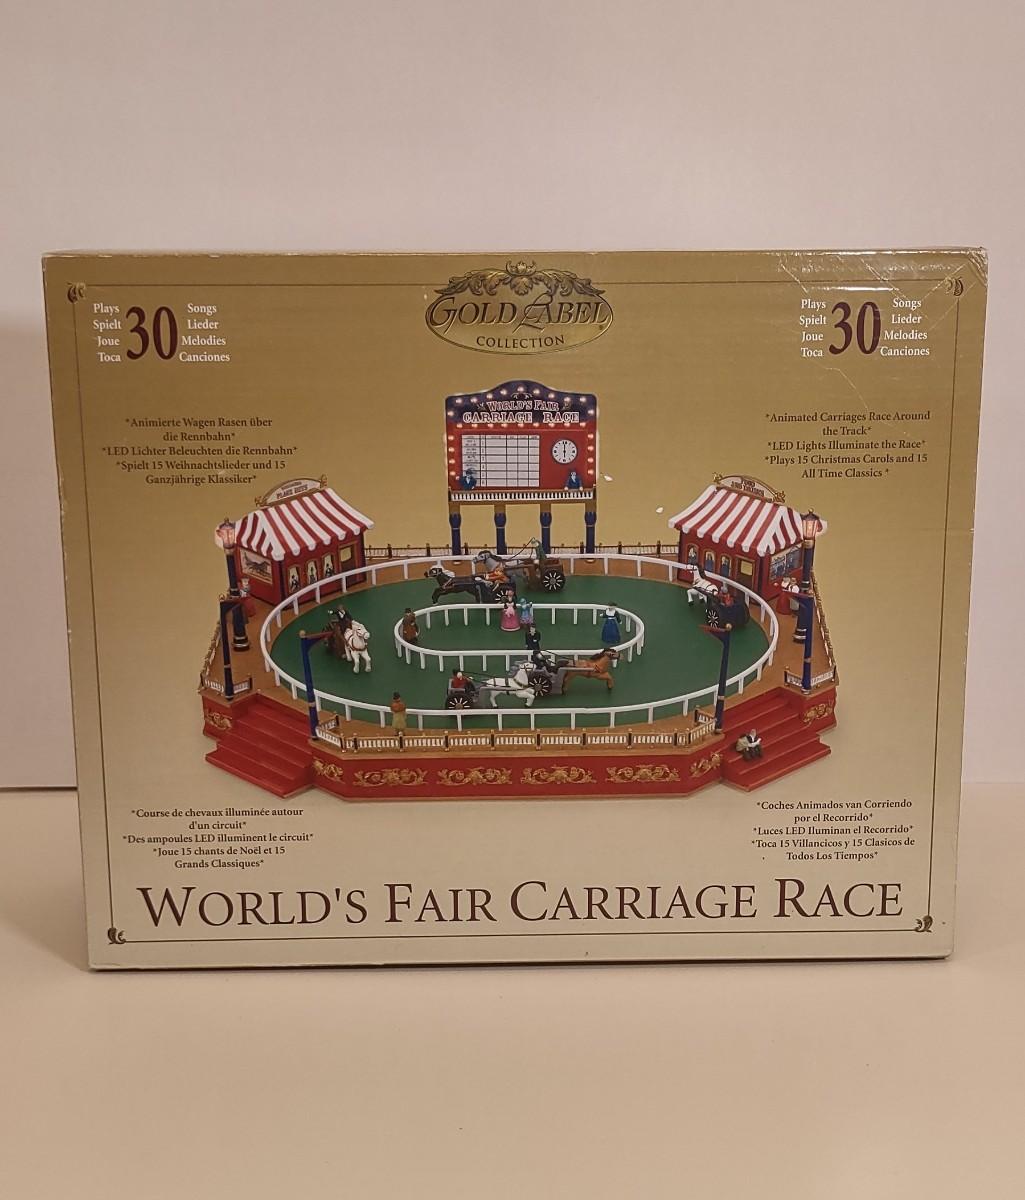 Plays Songs
Spielt 30 Lieder
Joue Melodies
Toca Canciones
GOLD LABEL
COLLECTION
Plays Songs
Spielt 30 Lieder
Joue Melodies
Toca Canciones
*Animierte Wagen Rasen über
die Rennbahn*
*LED Lichter Beleuchten die Rennbahn*
*Spielt 15 Weihnachtslieder und 15
Ganzjährige Klassiker*
WORLD'S FAIR
CARRIAGE RACE
*Animated Carriages Race Around
the Track*
*LED Lights Illuminate the Race*
*Plays 15 Christmas Carols and 15
All Time Classics *
*Course de chevaux illuminée autour
d'un circuit*
*Des ampoules LED illuminent le circuit*
*Joue 15 chants de Noël et 15
Grands Classiques*
*Coches Animados van Corriendo
por el Recorrido*
*Luces LED Iluminan el Recorrido*
*Toca 15 Villancicos y 15 Clasicos de
Todos Los Tiempos*
WORLD'S FAIR CARRIAGE RACE